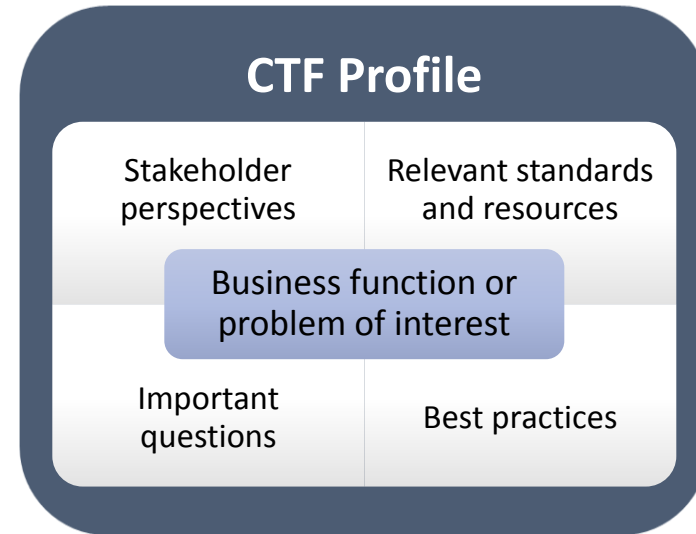 CTF Profile
Stakeholder
perspectives
Relevant standards
and resources
Business function or
problem of interest
Important
questions
Best practices